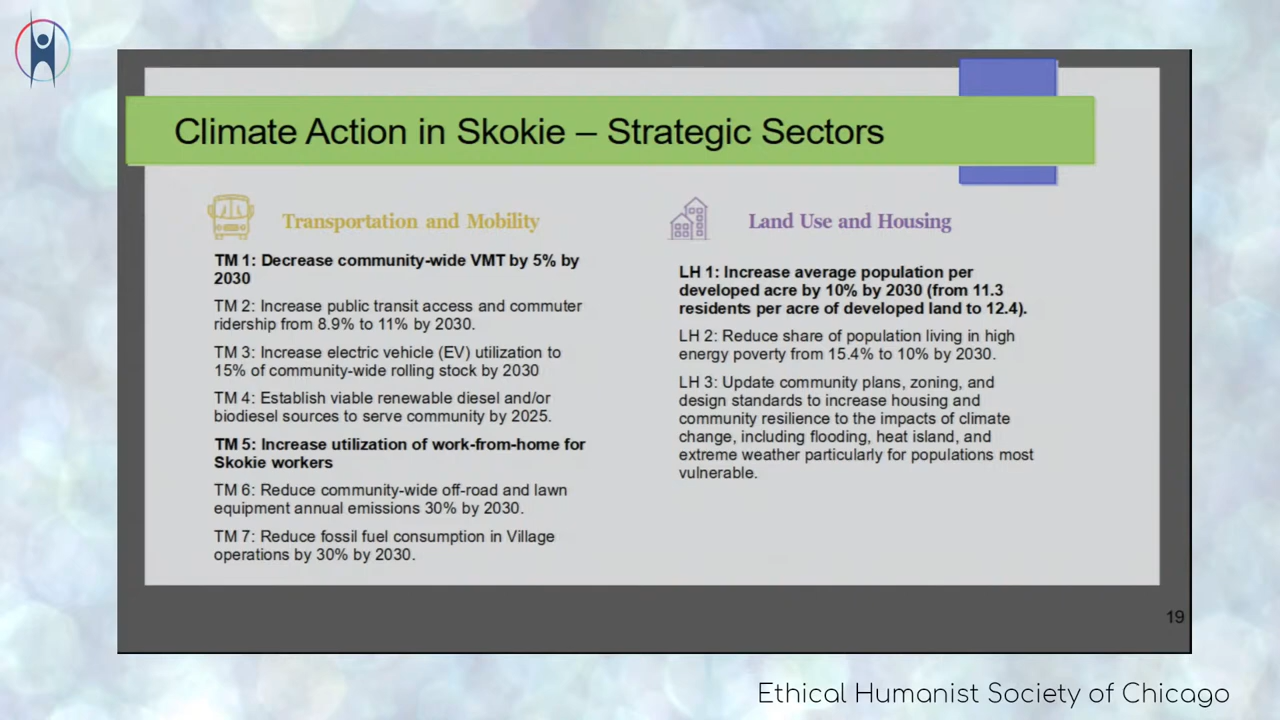 Climate Action in Skokie – Strategic Sectors
Transportation and Mobility
TM 1: Decrease community-wide VMT by 5% by
2030
TM 2: Increase public transit access and commuter
ridership from 8.9% to 11% by 2030.
TM 3: Increase electric vehicle (EV) utilization to
15% of community-wide rolling stock by 2030
TM 4: Establish viable renewable diesel and/or
biodiesel sources to serve community by 2025.
TM 5: Increase utilization of work-from-home for
Skokie workers
TM 6: Reduce community-wide off-road and lawn
equipment annual emissions 30% by 2030.
TM 7: Reduce fossil fuel consumption in Village
operations by 30% by 2030.
Land Use and Housing
LH 1: Increase average population per
developed acre by 10% by 2030 (from 11.3
residents per acre of developed land to 12.4).
LH 2: Reduce share of population living in high
energy poverty from 15.4% to 10% by 2030.
LH 3: Update community plans, zoning, and
design standards to increase housing and
community resilience to the impacts of climate
change, including flooding, heat island, and
extreme weather particularly for populations most
vulnerable.
19
Ethical Humanist Society of Chicago